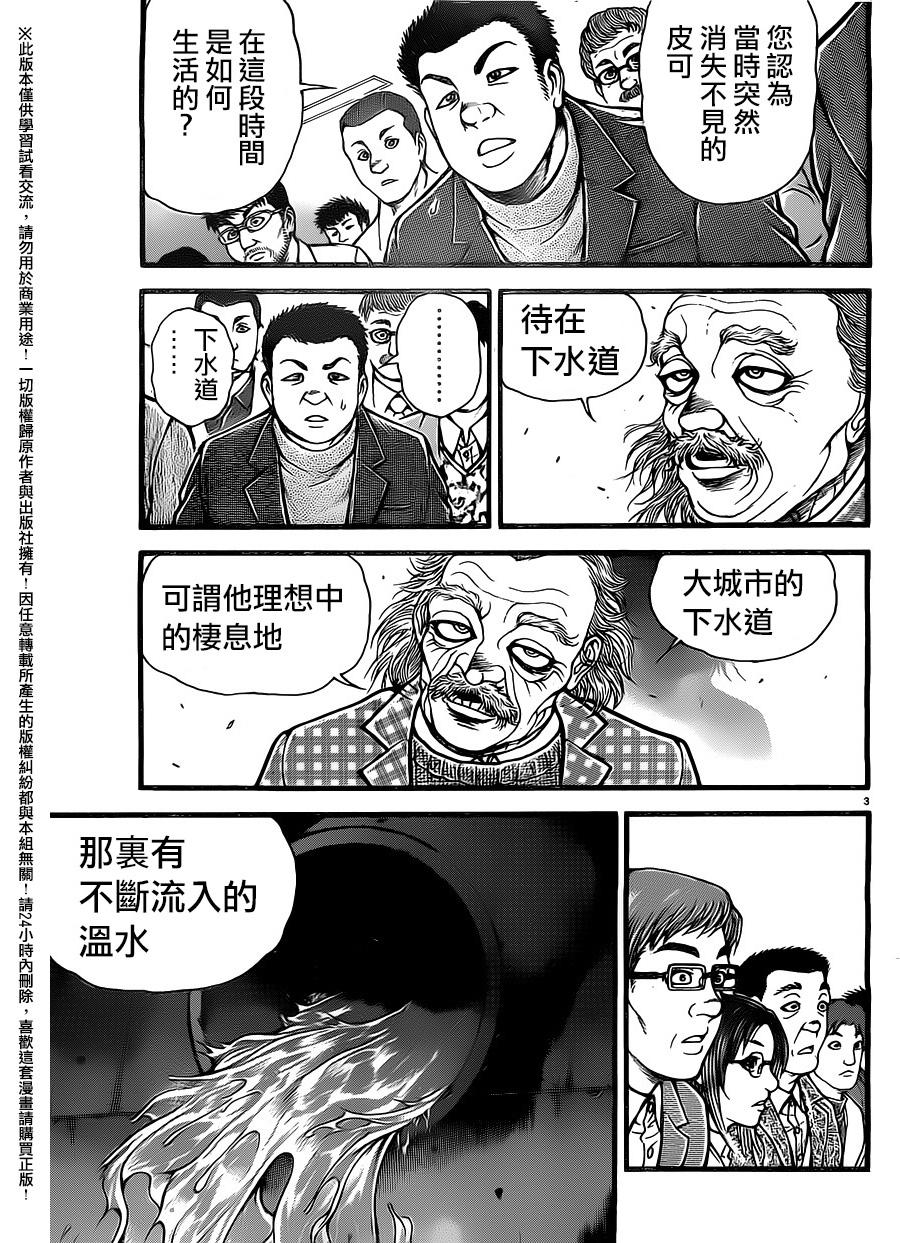 您認為
當時突然
消失不見的
皮可
在這段時間
是如何
生活的？
待在
下水道
………
下水道
……
大城市的
下水道
可謂他理想中
的棲息地
3
那裏有
不斷流入的
溫水
※此版本僅供學習試看交流，請勿用於商業用途！一切版權歸原作者與出版社擁有！因任意轉載所產生的版權糾紛都與本組無關！請24小時內刪除，喜歡這套漫畫請購買正版！